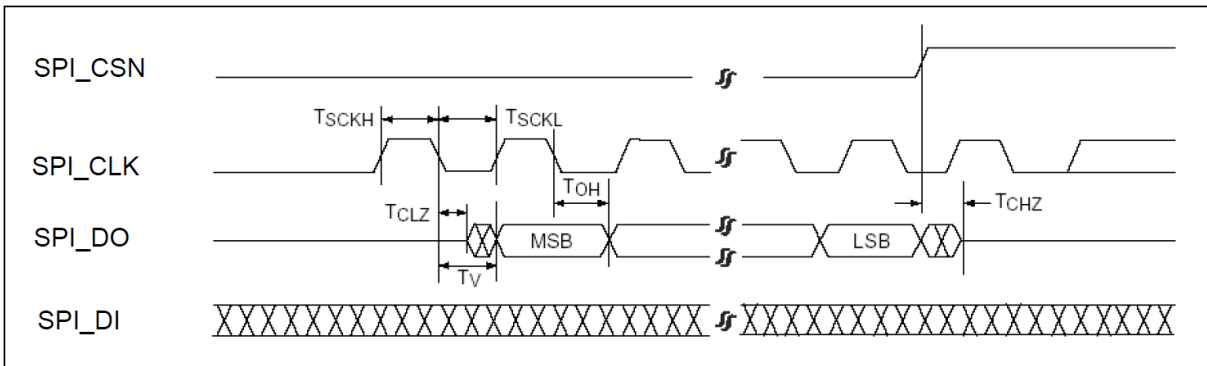 SPI_CSN
TSCKH
TSCKL
SPI_CLK
TOH
TCLZ
TCHZ
SPI_DO
MSB
LSB
TV
SPI_DI